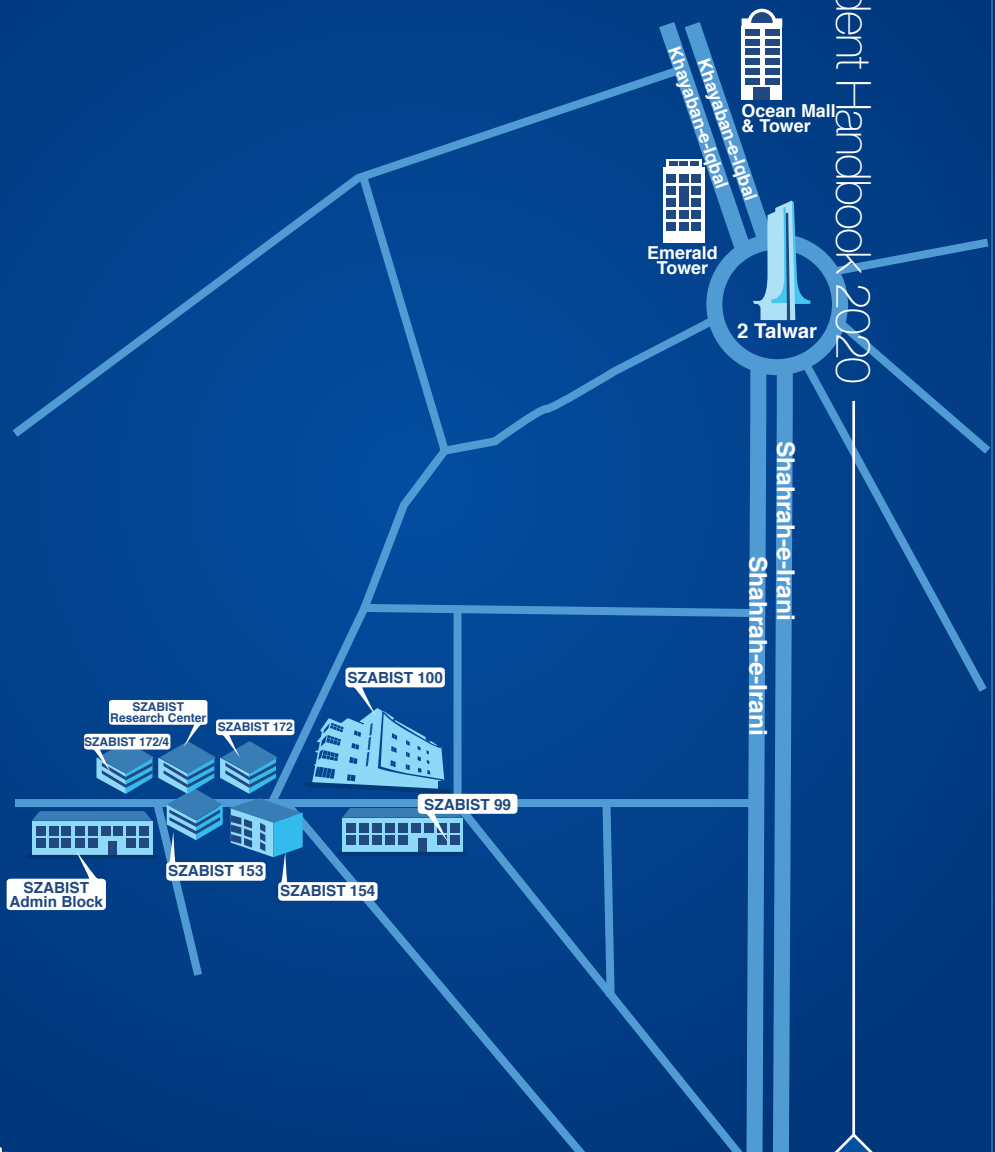 Khayaban-e-Iqbal
Khayaban-e-Iqbal
Ocean Mall
& Tower
Emerald
Tower
2 Talwar
Handbook 2020
Shahrah-e-Irani
Shahrah-e-Irani
SZABIST 100
SZABIST
Research Center
SZABIST 172
SZABIST 172/4
SZABIST 99
SZABIST 153
SZABIST 154
SZABIST
Admin Block